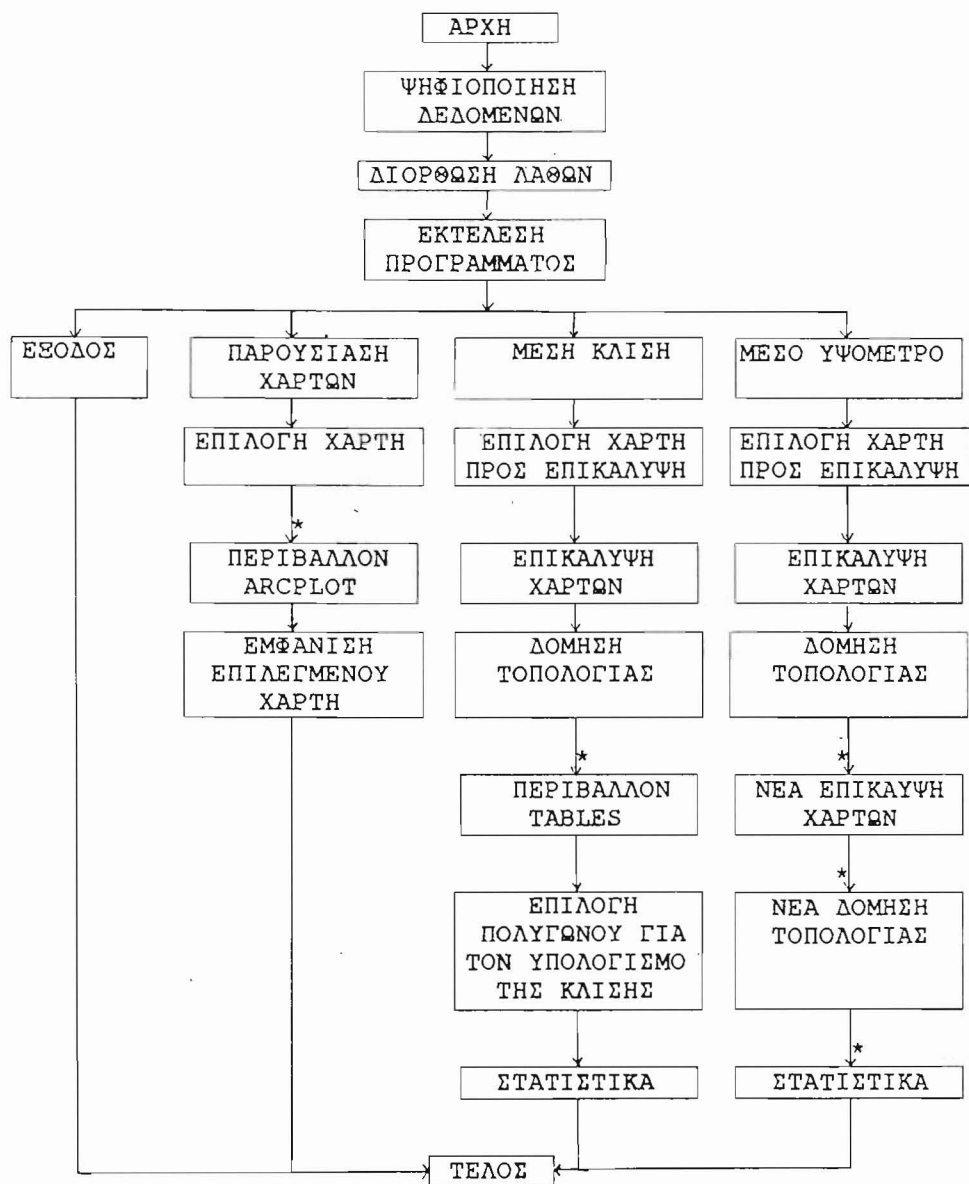 ΑΡΧΗ
ΨΗΦΙΟΠΟΙΗΣΗ
ΔΕΔΟΜΕΝΩΝ
ΔΙΟΡΘΩΣΗ ΛΑΘΩΝ
ΕΚΤΕΛΕΣΗ
ΠΡΟΓΡΑΜΜΑΤΟΣ
ΕΞΟΔΟΣ
ΠΑΡΟΥΣΙΑΣΗ
ΧΑΡΤΩΝ
ΕΠΙΛΟΓΗ ΧΑΡΤΗ
*
ΠΕΡΙΒΑΛΛΟΝ
ARCPLOT
ΕΜΦΑΝΙΣΗ
ΕΠΙΛΕΓΜΕΝΟΥ
ΧΑΡΤΗ
ΜΕΣΗ ΚΛΙΣΗ
ΕΠΙΛΟΓΗ ΧΑΡΤΗ
ΠΡΟΣ ΕΠΙΚΑΛΥΨΗ
ΕΠΙΚΑΛΥΨΗ
ΧΑΡΤΩΝ
ΔΟΜΗΣΗ
ΤΟΠΟΛΟΓΙΑΣ
*
ΠΕΡΙΒΑΛΛΟΝ
TABLES
ΕΠΙΛΟΓΗ
ΠΟΛΥΓΩΝΟΥ ΓΙΑ
ΤΟΝ ΥΠΟΛΟΓΙΣΜΟ
ΤΗΣ ΚΛΙΣΗΣ
ΣΤΑΤΙΣΤΙΚΑ
ΜΕΣΟ ΥΨΟΜΕΤΡΟ
ΕΠΙΛΟΓΗ ΧΑΡΤΗ
ΠΡΟΣ ΕΠΙΚΑΛΥΨΗ
ΕΠΙΚΑΛΥΨΗ
ΧΑΡΤΩΝ
ΔΟΜΗΣΗ
ΤΟΠΟΛΟΓΙΑΣ
*
ΝΕΑ ΕΠΙΚΑΥΨΗ
ΧΑΡΤΩΝ
*
ΝΕΑ ΔΟΜΗΣΗ
ΤΟΠΟΛΟΓΙΑΣ
*
ΣΤΑΤΙΣΤΙΚΑ
ΤΕΛΟΣ